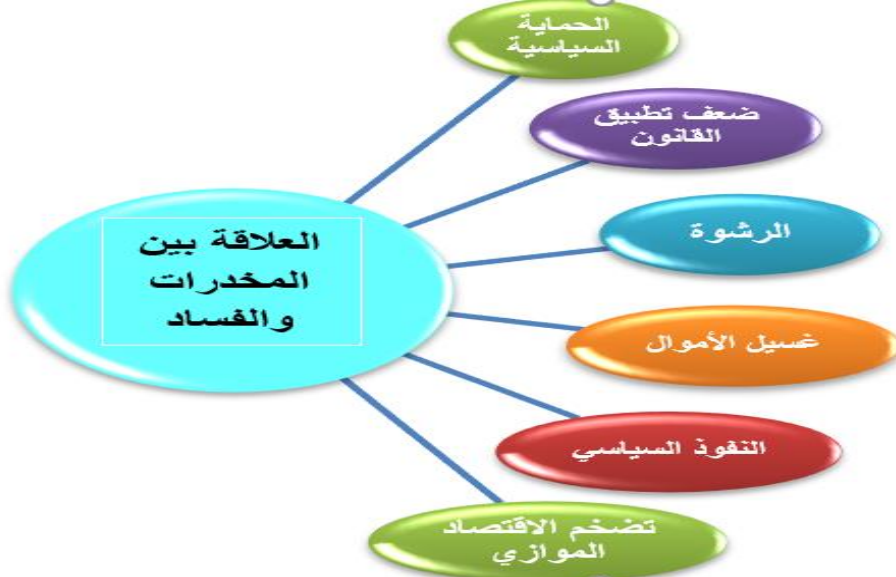 الحماية
السياسية
ضعف تطبيق
القانون
الرشوة
العلاقة بين
المخدرات
والفساد
غسيل الأموال
النفوذ السياسي
تضخم الاقتصاد
الموازي